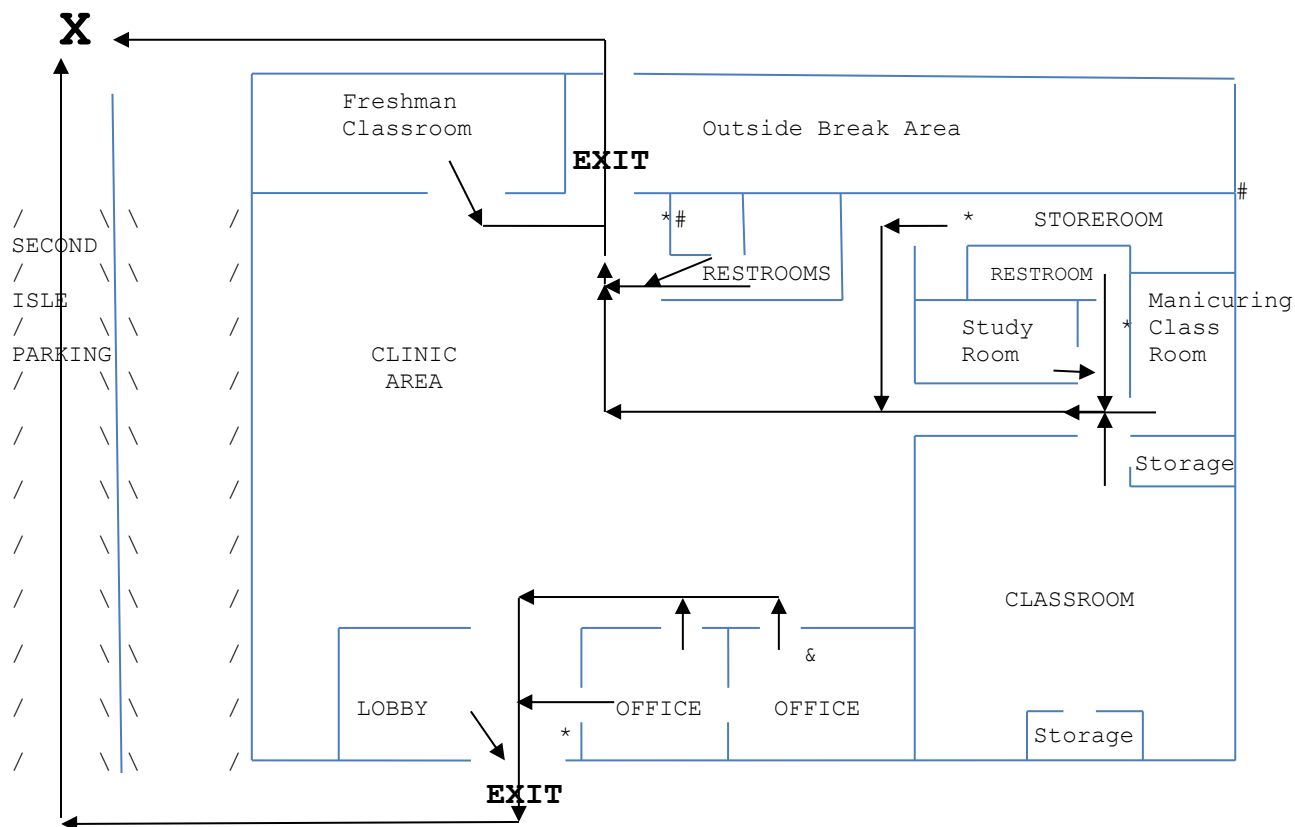 X
Freshman
Classroom
Outside Break Area
EXIT
#
/ \ \ /
*#
*
STOREROOM
SECOND
/ \ \ /
RESTROOMS
RESTROOM
ISLE
Manicuring
/ \ \ /
Study
*
Class
PARKING
CLINIC
Room
Room
/ \ \ /
AREA
/ \ \ /
Storage
/ \ \ /
/ \ \ /
/ \ \ /
CLASSROOM
/ \ \ /
&
/ \ \ /
LOBBY
OFFICE
OFFICE
*
Storage
/ \ \ /
EXIT